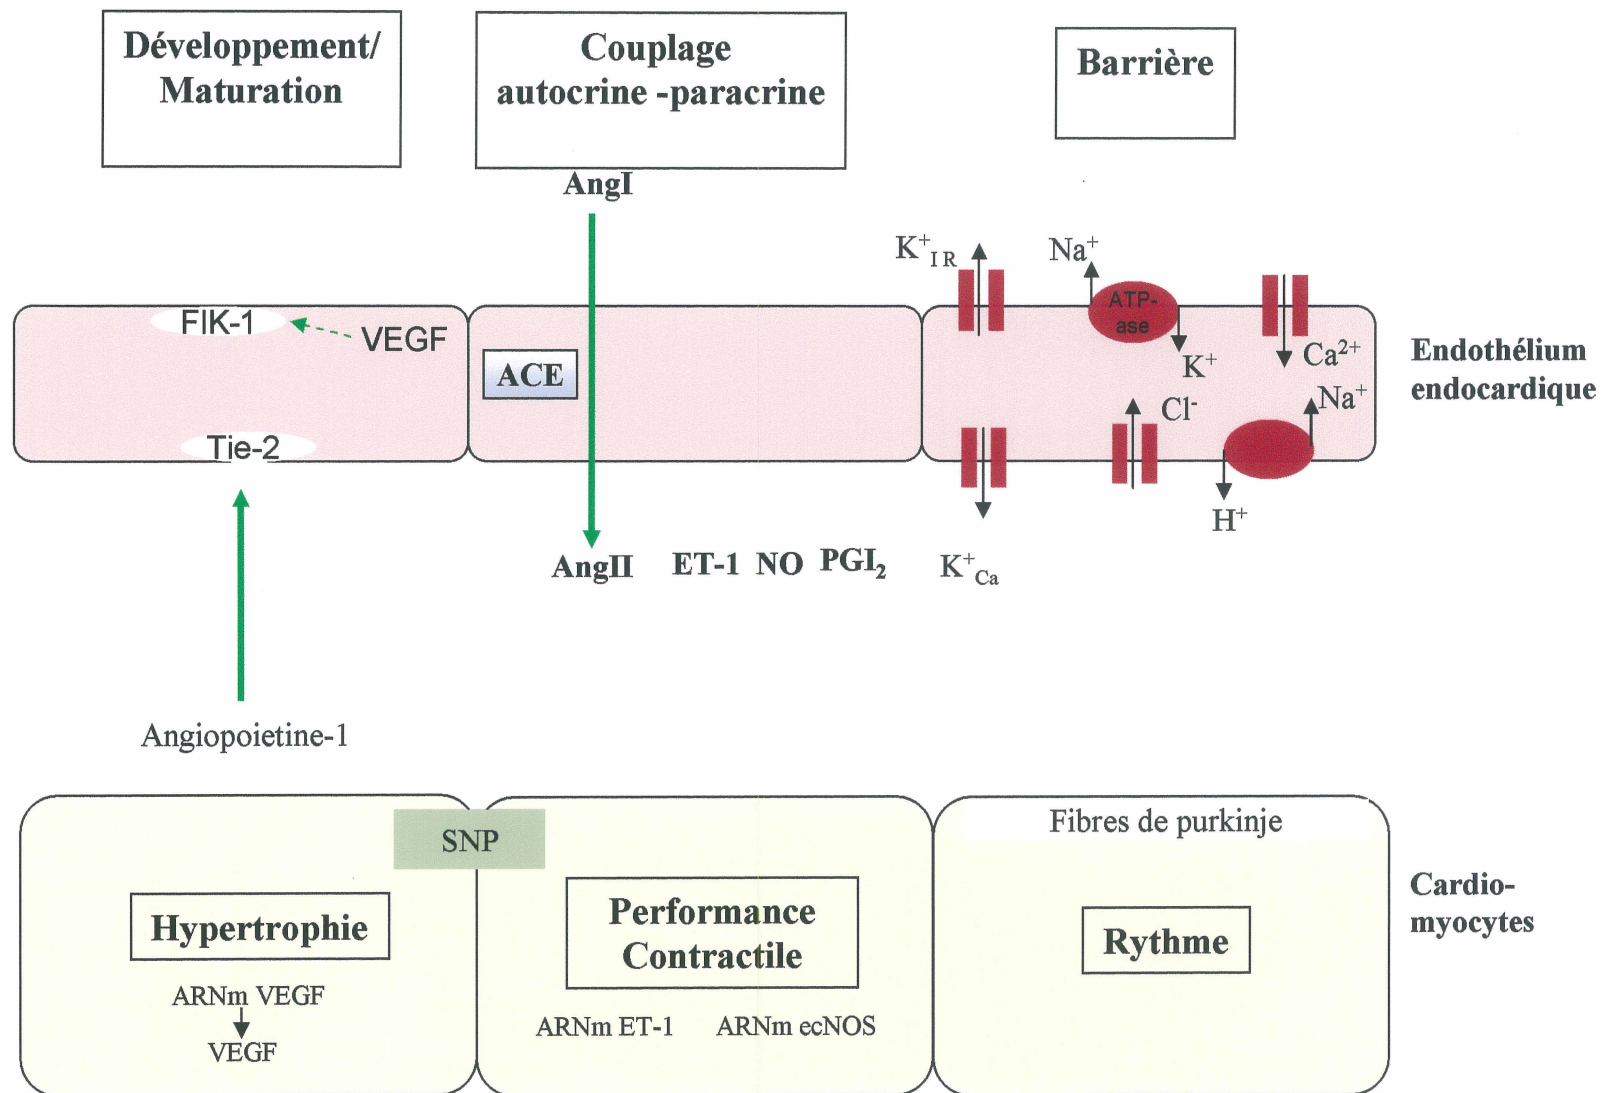 Développement/
Maturation
Couplage
autocrine -paracrine
Barrière
AngI
K⁺IR
Na⁺
ATP-
ase
K⁺
Ca²⁺
FIK-1
VEGF
ACE
Endothélium
endocardique
Tie-2
Cl⁻
Na⁺
H⁺
AngII ET-1 NO PGI₂
K⁺Ca
Angiopoietine-1
SNP
Fibres de purkinje
Hypertrophie
Performance
Contractile
Rythme
Cardio-
myocytes
ARNm VEGF
VEGF
ARNm ET-1 ARNm ecNOS